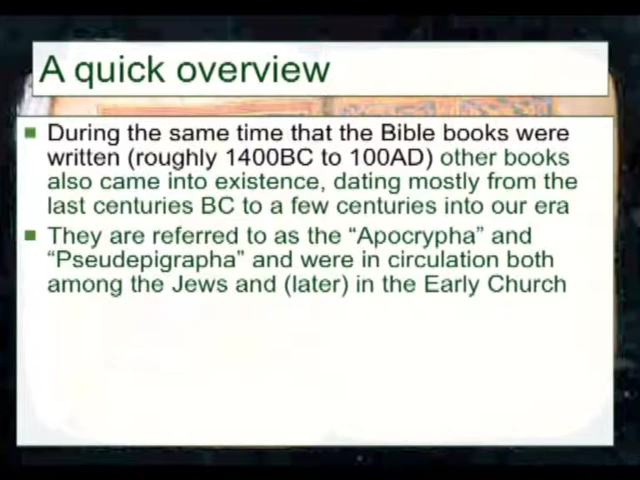 A quick overview
During the same time that the Bible books were
written (roughly 1400BC to 100AD) other books
also came into existence, dating mostly from the
last centuries BC to a few centuries into our era
They are referred to as the “Apocrypha” and
“Pseudepigrapha” and were in circulation both
among the Jews and (later) in the Early Church